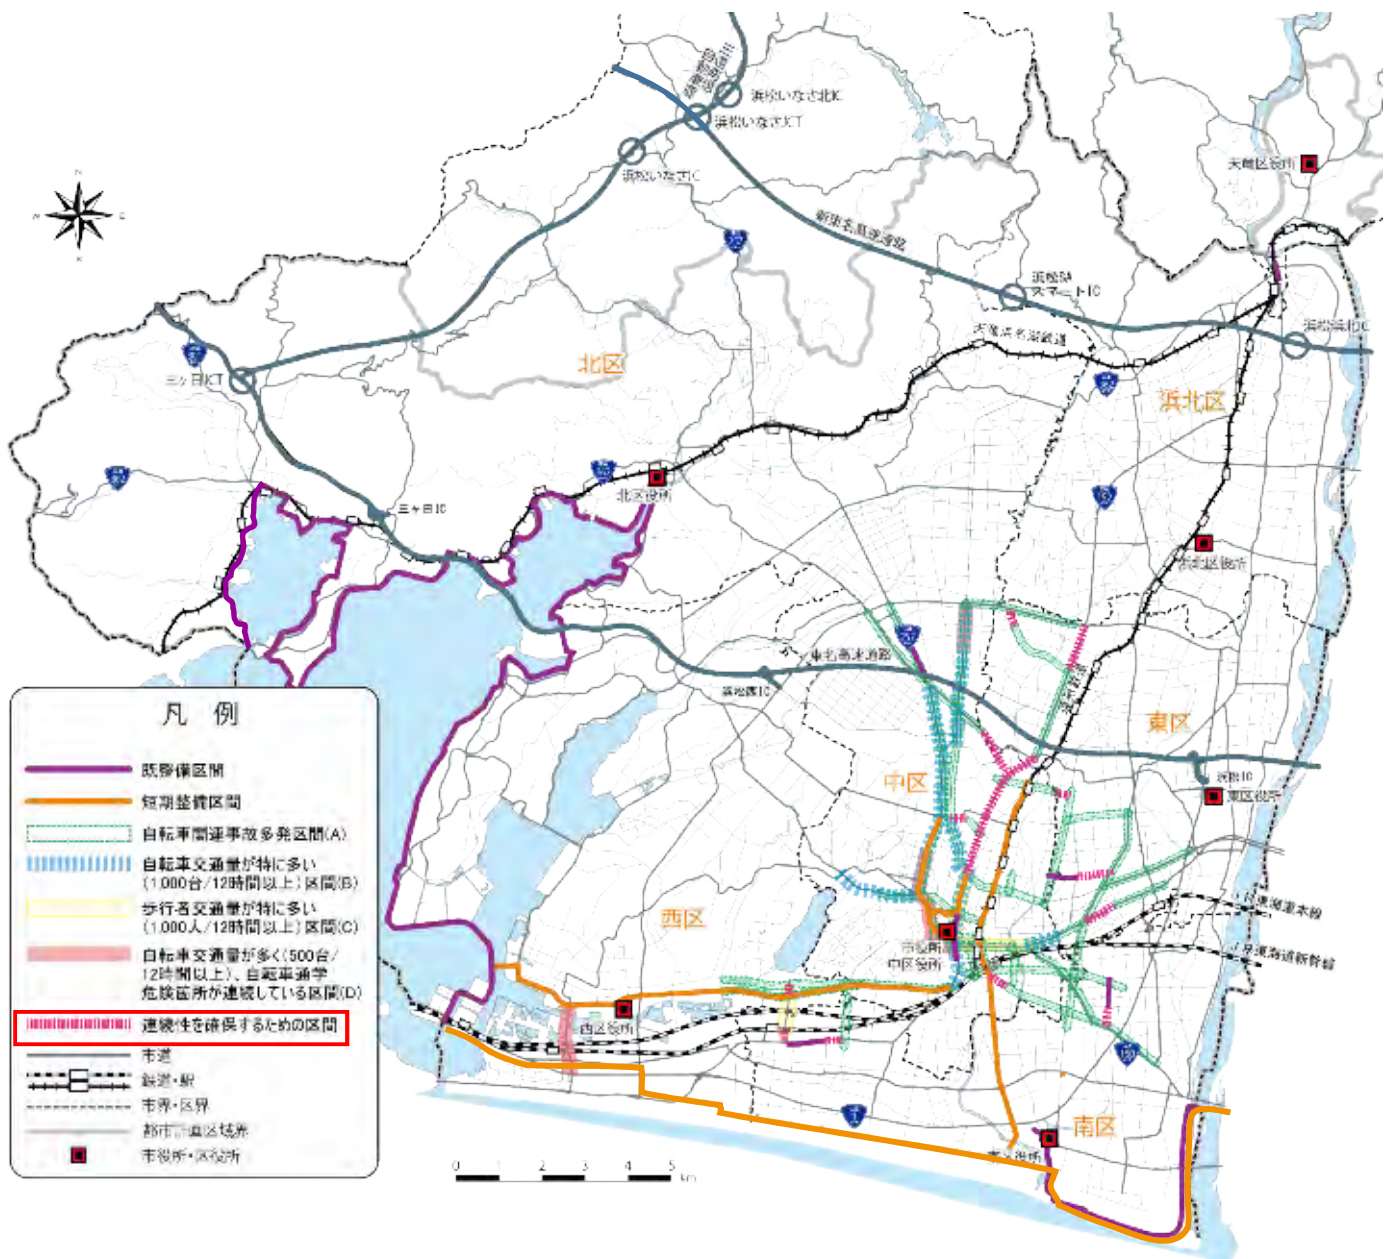 浜松いなさ北IC
浜松いなさJCT
浜松いなさIC
天竜区役所
N
W
E
新東名高速道路
浜松SA
スマートIC
浜松浜北IC
天竜浜名湖鉄道
三ヶ日JCT
北区
浜北区
北区役所
三ヶ日IC
浜北区役所
東名高速道路
浜松西IC
東区
浜松IC
東区役所
中区
西区
市役所
中区役所
JR東海道本線
JR東海道新幹線
西区役所
150
1
南区
南区役所
凡 例
既整備区間
短期整備区間
自転車関連事故多発区間(A)
自転車交通量が特に多い
(1,000台/12時間以上)区間(B)
歩行者交通量が特に多い
(1,000人/12時間以上)区間(C)
自転車交通量が多く(500台/
12時間以上)、自転車通学
危険箇所が連続している区間(D)
連続性を確保するための区間
市道
鉄道・駅
市界・区界
都市計画区域界
市役所・区役所
0 1 2 3 4 5
km